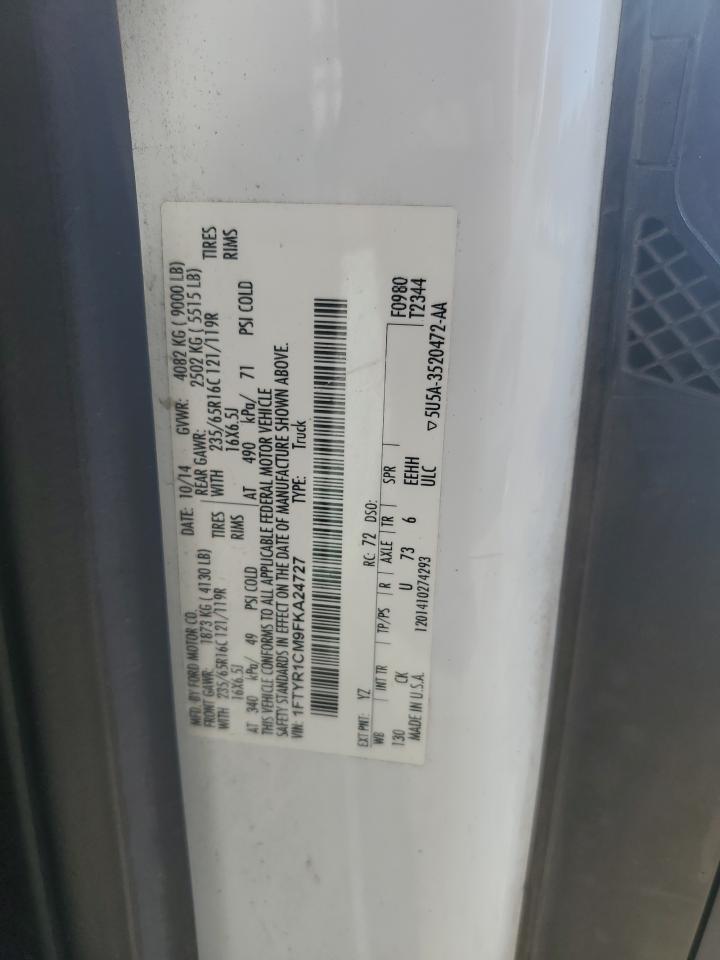 MFD. BY FORD MOTOR CO.
DATE: 10/14 GVWR: 4082 KG ( 9000 LB)
FRONT GAWR: 1873 KG ( 4130 LB) REAR GAWR: 2502 KG ( 5515 LB)
WITH 235/65R16C 121/119R TIRES WITH 235/65R16C 121/119R TIRES
16X6.5J RIMS 16X6.5J RIMS
AT 340 kPa/ 49 PSI COLD AT 490 kPa/ 71 PSI COLD
THIS VEHICLE CONFORMS TO ALL APPLICABLE FEDERAL MOTOR VEHICLE
SAFETY STANDARDS IN EFFECT ON THE DATE OF MANUFACTURE SHOWN ABOVE.
VIN: 1FTYR1CM9FKA24727 TYPE: Truck
EXT PNT: YZ RC: 72 DSO:
WB INT TR TP/PS R AXLE TR SPR F0980
130 CK U 73 6 EEHH T2344
MADE IN U.S.A. 1201410274293 ULC ▽5U5A-3520472-AA